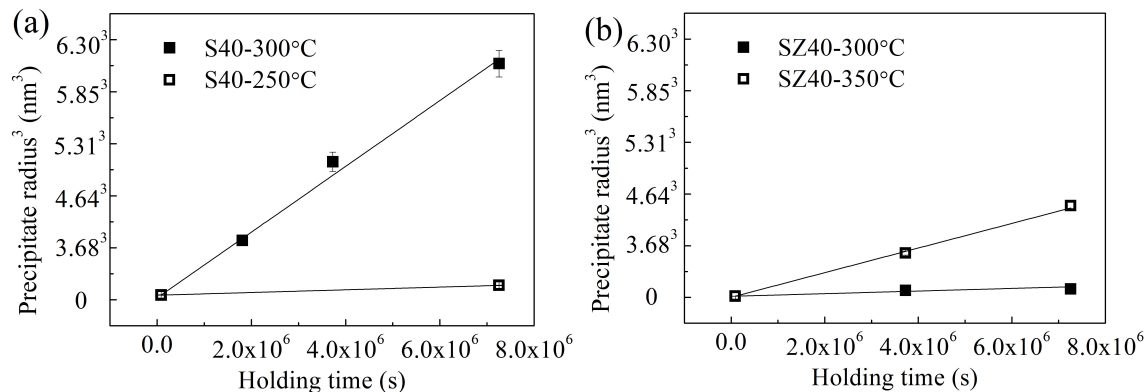 (a)
6.30³
5.85³
5.31³
4.64³
3.68³
0
Precipitate radius³ (nm³)
S40-300°C
S40-250°C
0.0
2.0x10⁶
4.0x10⁶
6.0x10⁶
8.0x10⁶
Holding time (s)
(b)
6.30³
5.85³
5.31³
4.64³
3.68³
0
Precipitate radius³ (nm³)
SZ40-300°C
SZ40-350°C
0.0
2.0x10⁶
4.0x10⁶
6.0x10⁶
8.0x10⁶
Holding time (s)